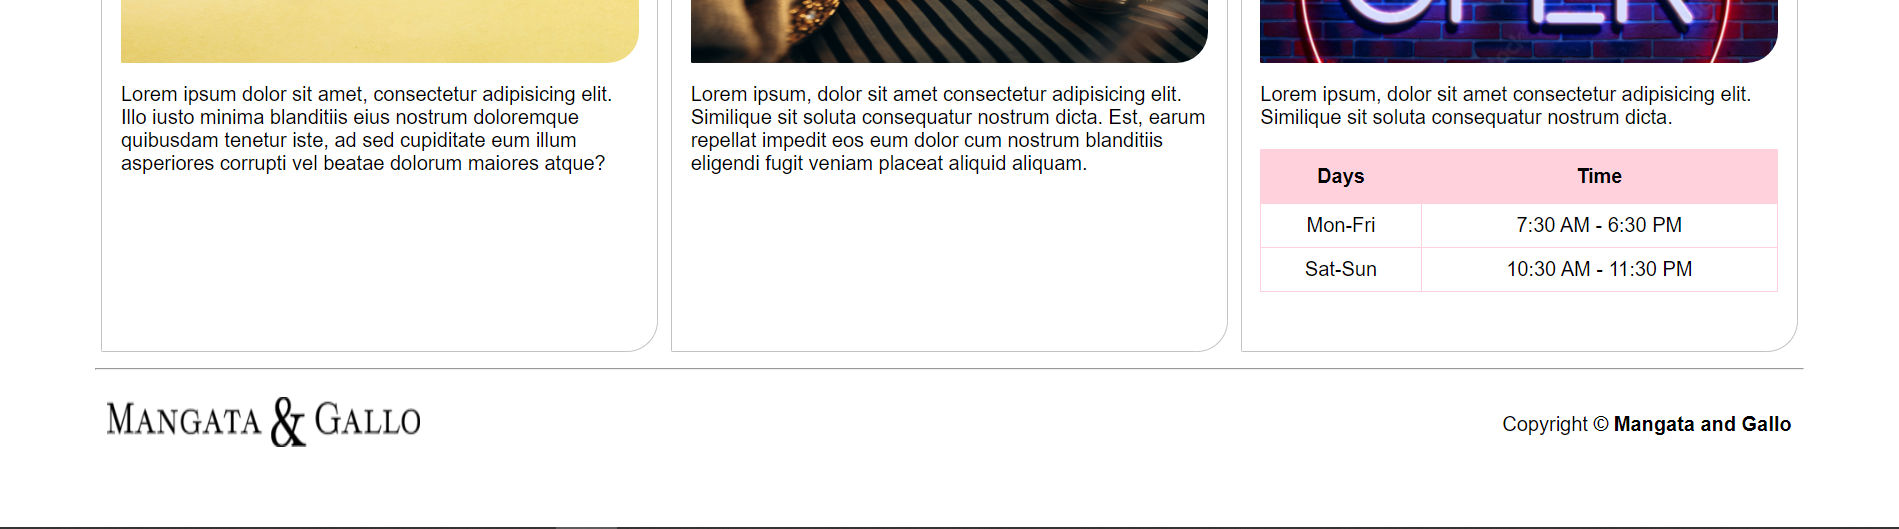 OPEN
Lorem ipsum dolor sit amet, consectetur adipisicing elit.
Illo iusto minima blanditiis eius nostrum doloremque
quibusdam tenetur iste, ad sed cupiditate eum illum
asperiores corrupti vel beatae dolorum maiores atque?
Lorem ipsum, dolor sit amet consectetur adipisicing elit.
Similique sit soluta consequatur nostrum dicta. Est, earum
repellat impedit eos eum dolor cum nostrum blanditiis
eligendi fugit veniam placeat aliquid aliquam.
Lorem ipsum, dolor sit amet consectetur adipisicing elit.
Similique sit soluta consequatur nostrum dicta.
Days Time
Mon-Fri 7:30 AM - 6:30 PM
Sat-Sun 10:30 AM - 11:30 PM
MANGATA & GALLO
Copyright © Mangata and Gallo